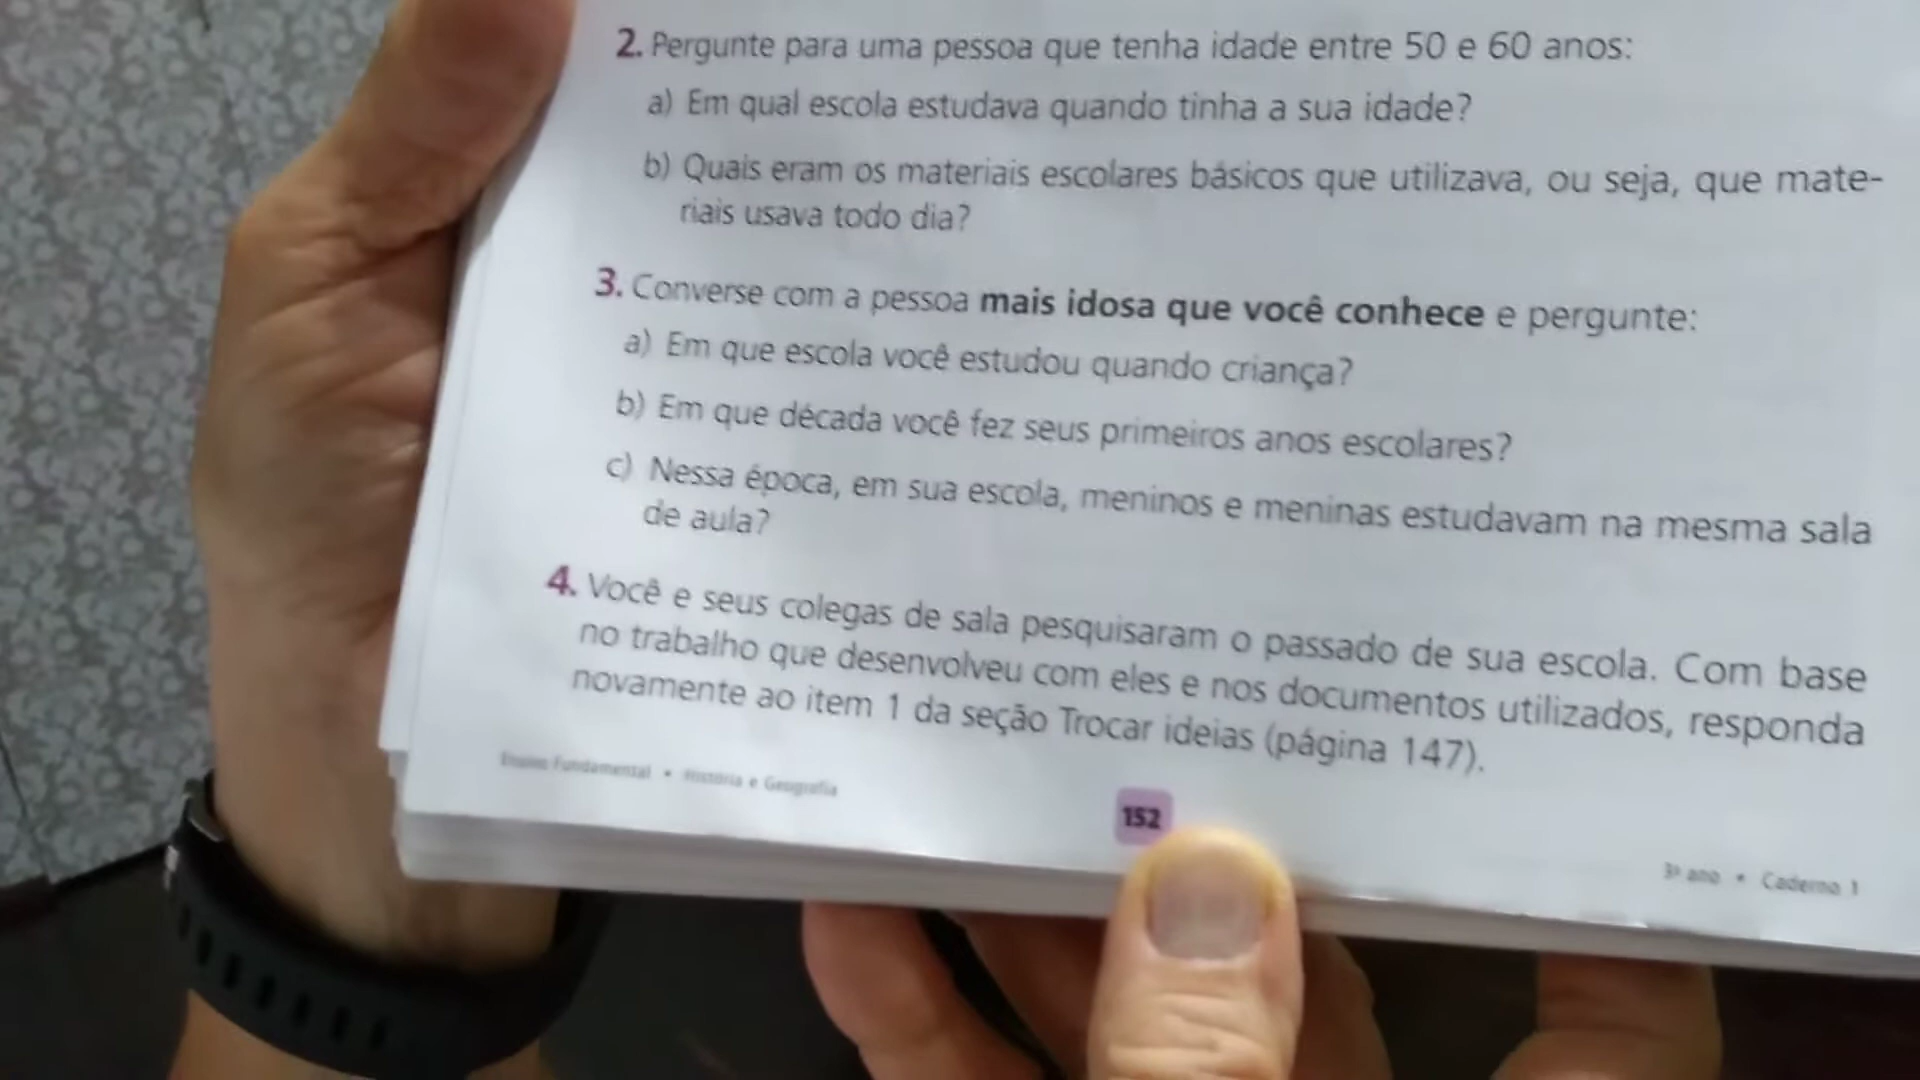 2. Pergunte para uma pessoa que tenha idade entre 50 e 60 anos:
a) Em qual escola estudava quando tinha a sua idade?
b) Quais eram os materiais escolares básicos que utilizava, ou seja, que mate-
riais usava todo dia?
3. Converse com a pessoa mais idosa que você conhece e pergunte:
a) Em que escola você estudou quando criança?
b) Em que década você fez seus primeiros anos escolares?
c) Nessa época, em sua escola, meninos e meninas estudavam na mesma sala
de aula?
4. Você e seus colegas de sala pesquisaram o passado de sua escola. Com base
no trabalho que desenvolveu com eles e nos documentos utilizados, responda
novamente ao item 1 da seção Trocar ideias (página 147).
Ensino Fundamental • História e Geografia
152
3º ano • Caderno 1